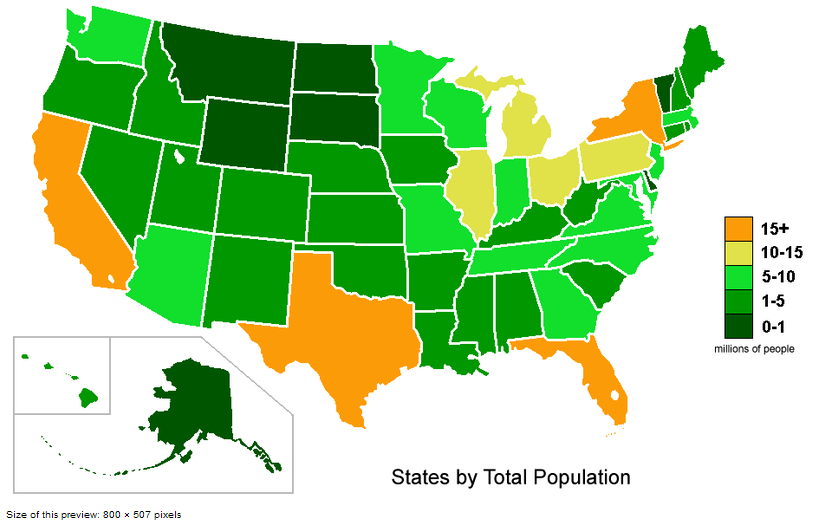 15+
10-15
5-10
1-5
0-1
millions of people
States by Total Population
Size of this preview: 800 × 507 pixels